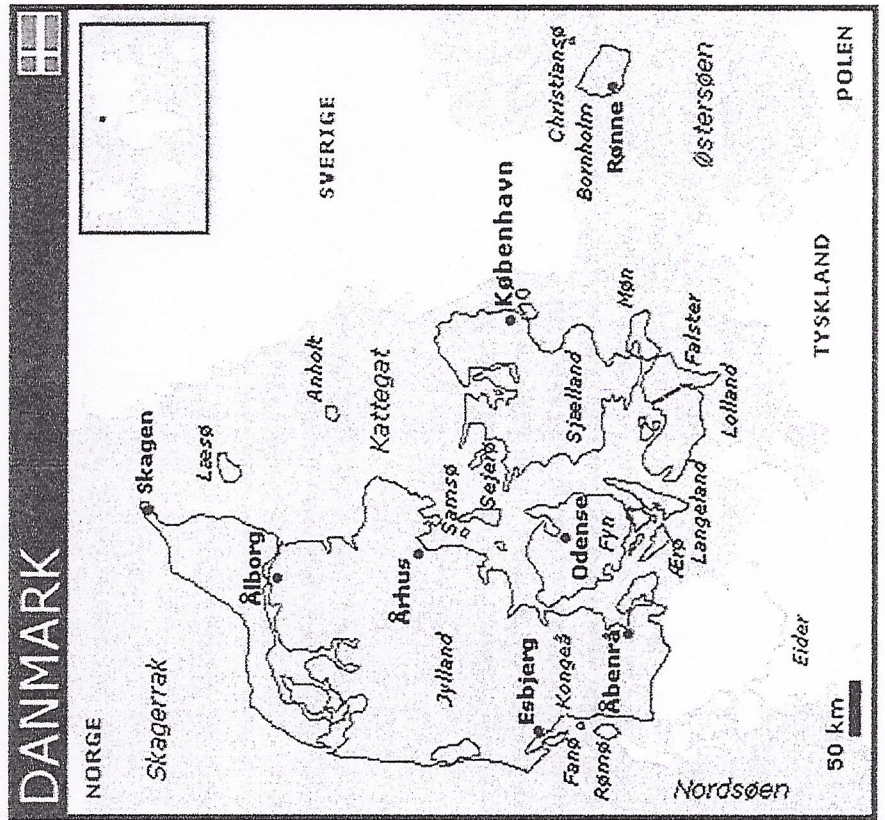 DANMARK
NORGE
Skagerrak
Skagen
Læsø
Ålborg
Anholt
SVERIGE
Kattegat
Århus
Jylland
Samsø
Sejerø
København
Esbjerg
Kongeå
Fanø
Rømø
Åbenrå
Odense
Fyn
Sjælland
Møn
Christiansø
Bornholm
Rønne
Ærø
Langeland
Falster
Lolland
Østersøen
Nordsøen
Eider
TYSKLAND
POLEN
50 km